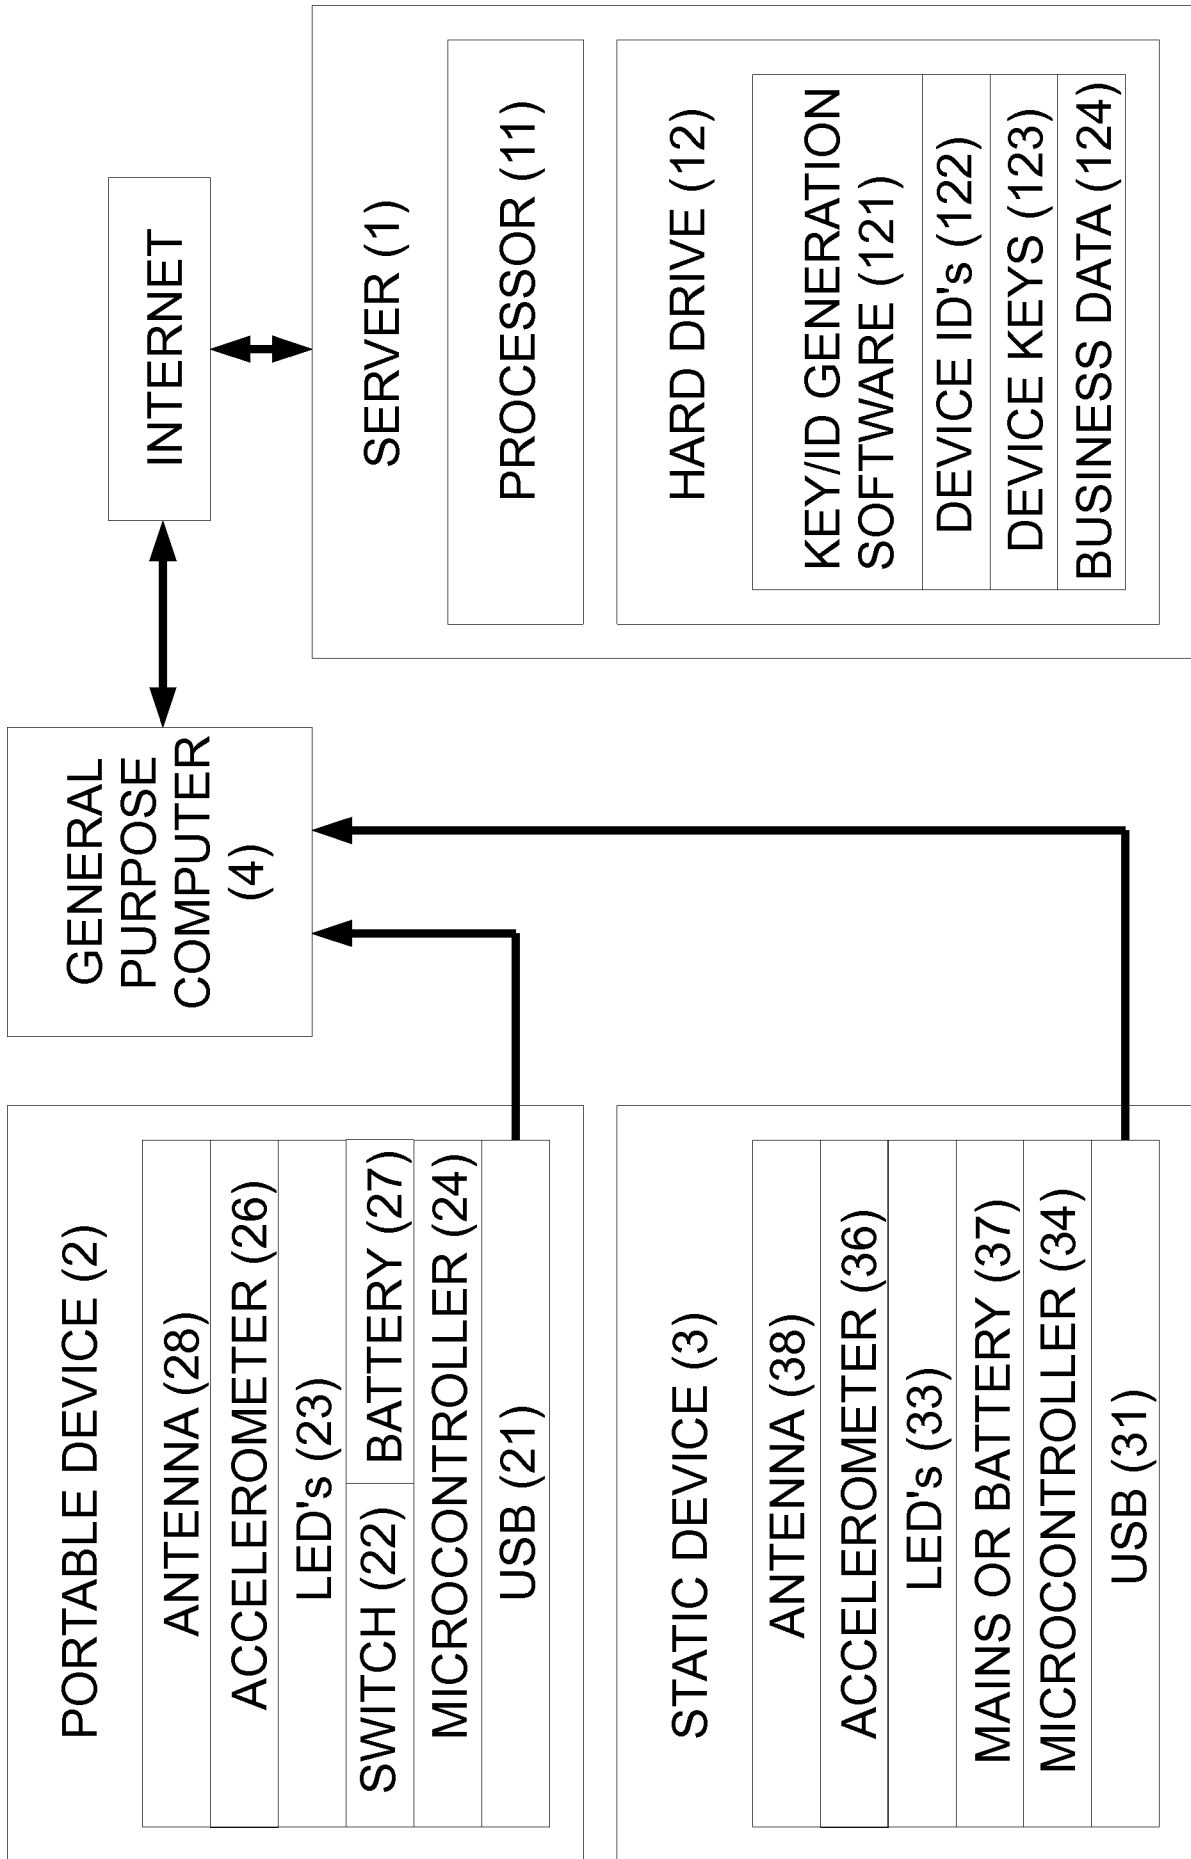 PORTABLE DEVICE (2)
ANTENNA (28)
ACCELEROMETER (26)
LED's (23)
SWITCH (22)
BATTERY (27)
MICROCONTROLLER (24)
USB (21)
STATIC DEVICE (3)
ANTENNA (38)
ACCELEROMETER (36)
LED's (33)
MAINS OR BATTERY (37)
MICROCONTROLLER (34)
USB (31)
GENERAL
PURPOSE
COMPUTER
(4)
INTERNET
SERVER (1)
PROCESSOR (11)
HARD DRIVE (12)
KEY/ID GENERATION
SOFTWARE (121)
DEVICE ID's (122)
DEVICE KEYS (123)
BUSINESS DATA (124)